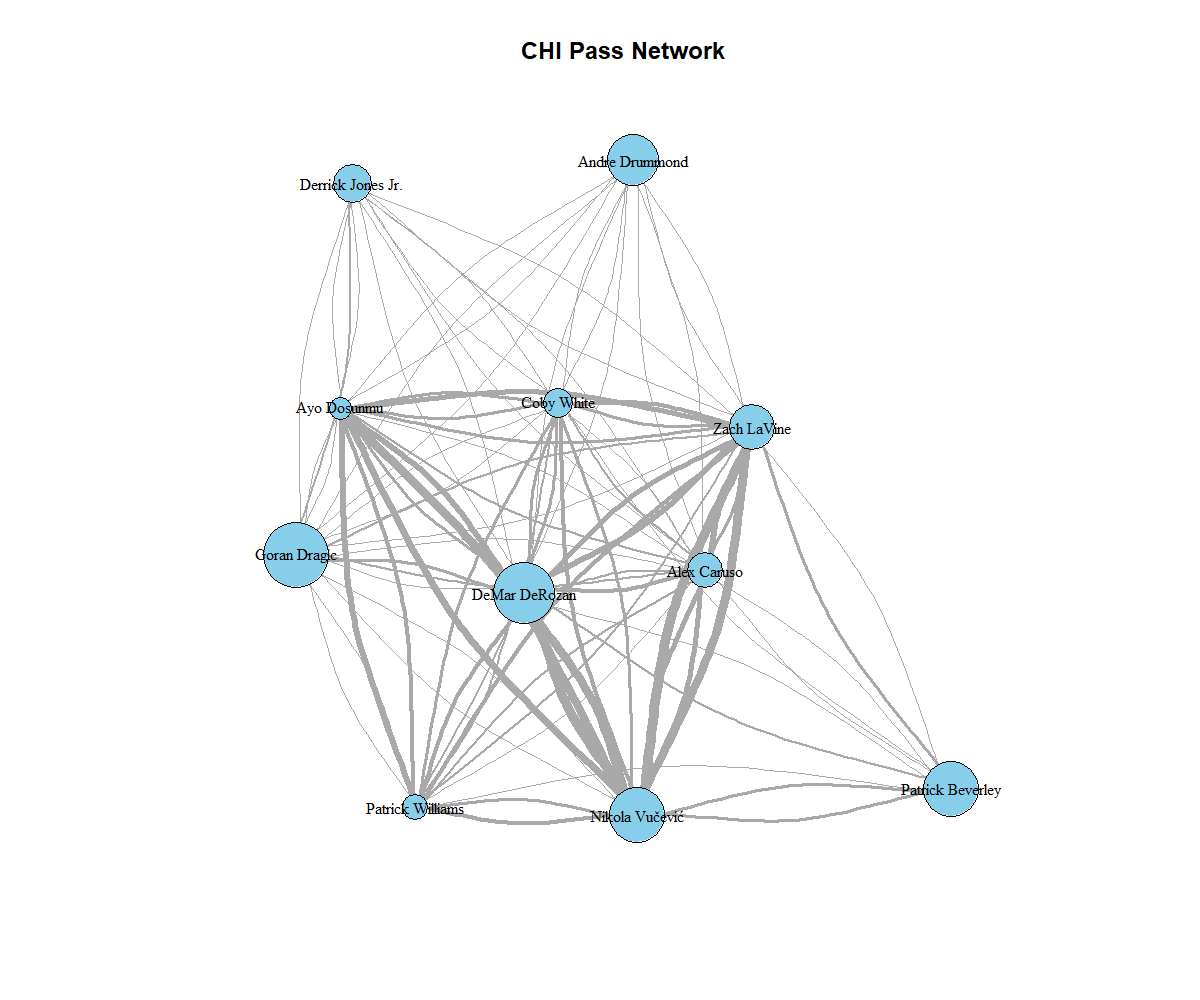 CHI Pass Network
Andre Drummond
Derrick Jones Jr.
Coby White
Ayo Dosunmu
Zach LaVine
Goran Dragic
Alex Caruso
DeMar DeRozan
Patrick Beverley
Patrick Williams
Nikola Vučević